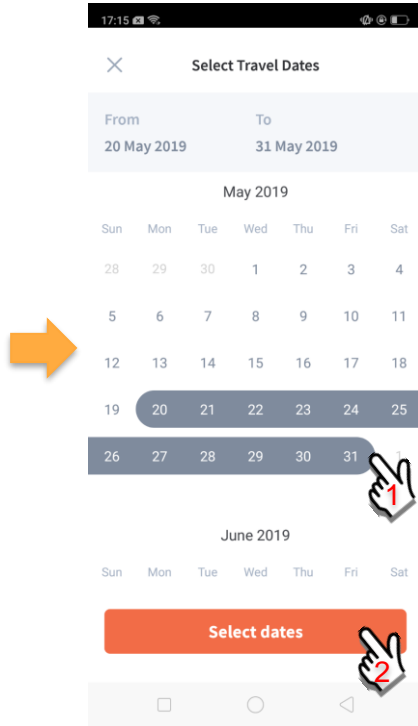 17:15
Select Travel Dates
From To
20 May 2019 31 May 2019
May 2019
Sun Mon Tue Wed Thu Fri Sat
28 29 30 1 2 3 4
5 6 7 8 9 10 11
12 13 14 15 16 17 18
19 20 21 22 23 24 25
26 27 28 29 30 31 1
1
June 2019
Sun Mon Tue Wed Thu Fri Sat
Select dates
2